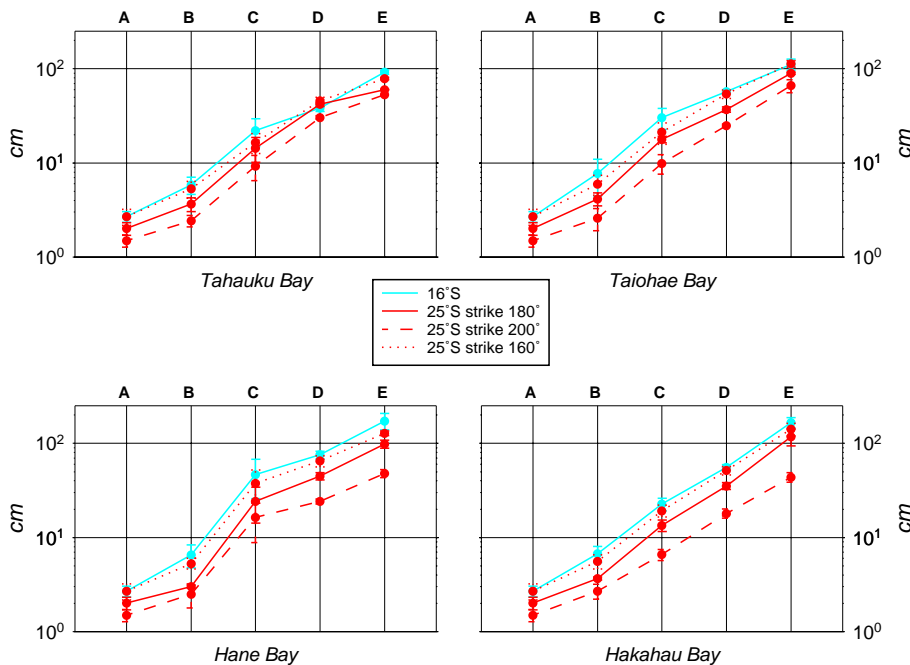 A B C D E A B C D E
10² 10²
cm cm
10¹ 10¹
10⁰ 10⁰
Tahauku Bay Taiohae Bay
16˚S
25˚S strike 180˚
25˚S strike 200˚
25˚S strike 160˚
A B C D E A B C D E
10² 10²
cm cm
10¹ 10¹
10⁰ 10⁰
Hane Bay Hakahau Bay